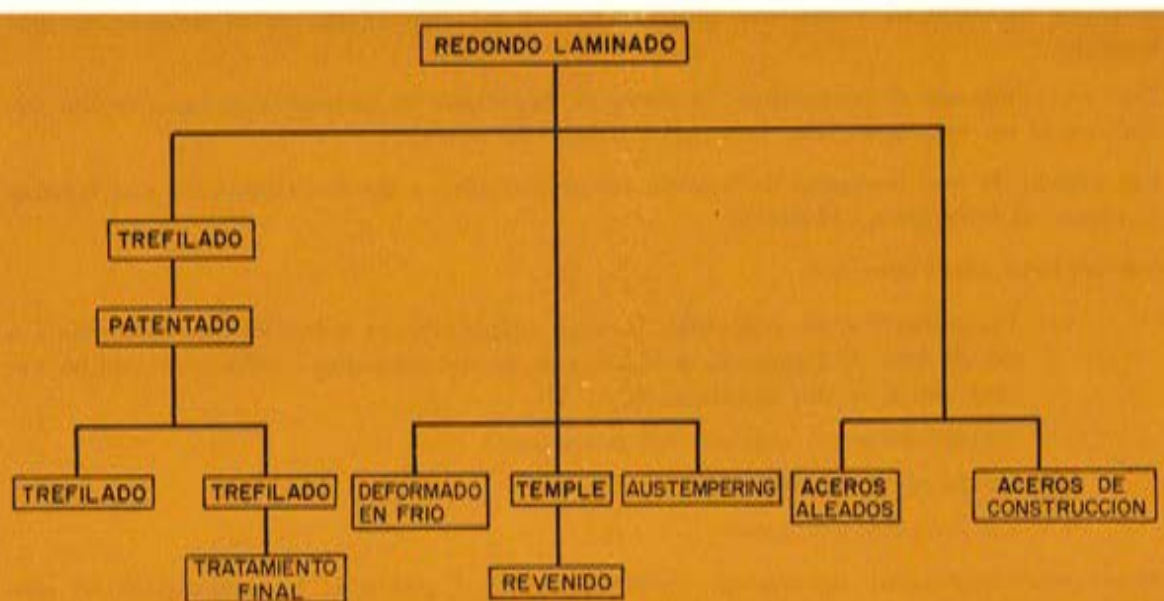 REDONDO LAMINADO
TREFILADO
PATENTADO
TREFILADO
TREFILADO
DEFORMADO
EN FRIO
TEMPLE
AUSTEMPERING
ACEROS
ALEADOS
ACEROS DE
CONSTRUCCION
TRATAMIENTO
FINAL
REVENIDO